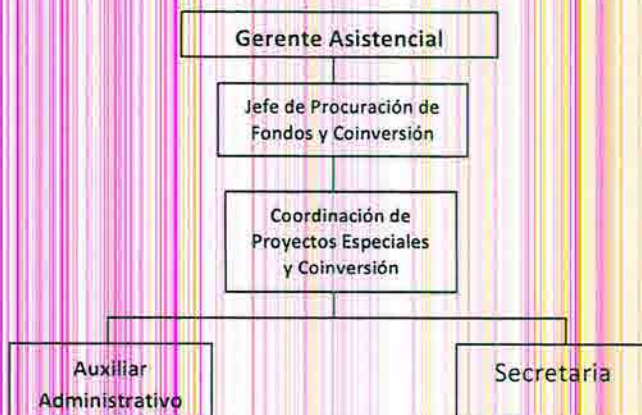 Gerente Asistencial
Jefe de Procuración de
Fondos y Coinversión
Coordinación de
Proyectos Especiales
y Coinversión
Auxiliar
Administrativo
Secretaria